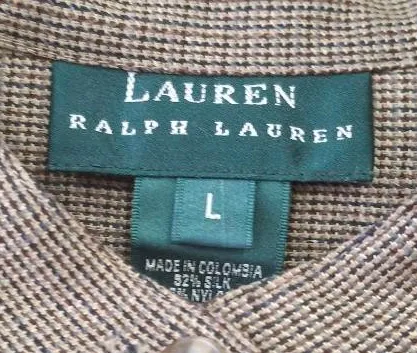 LAUREN
RALPH LAUREN
L
MADE IN COLOMBIA
92% SILK